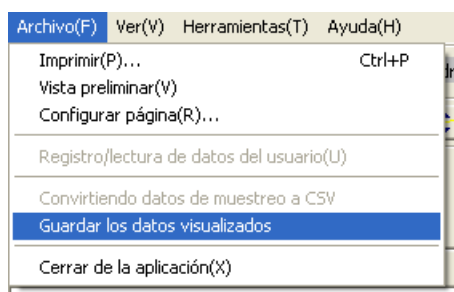 Archivo(F) Ver(V) Herramientas(T) Ayuda(H)
Imprimir(P)... Ctrl+P
Vista preliminar(V)
Configurar página(R)...
Registro/lectura de datos del usuario(U)
Convirtiendo datos de muestreo a CSV
Guardar los datos visualizados
Cerrar de la aplicación(X)